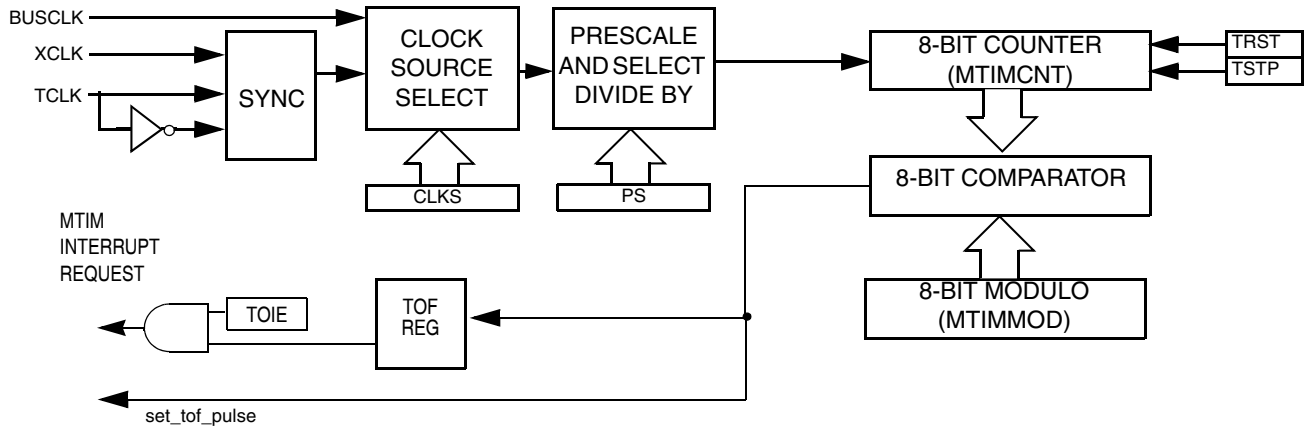 BUSCLK
XCLK
TCLK
SYNC
CLOCK
SOURCE
SELECT
PRESCALE
AND SELECT
DIVIDE BY
8-BIT COUNTER
(MTIMCNT)
TRST
TSTP
CLKS
PS
8-BIT COMPARATOR
MTIM
INTERRUPT
REQUEST
8-BIT MODULO
(MTIMMOD)
TOIE
TOF
REG
set_tof_pulse